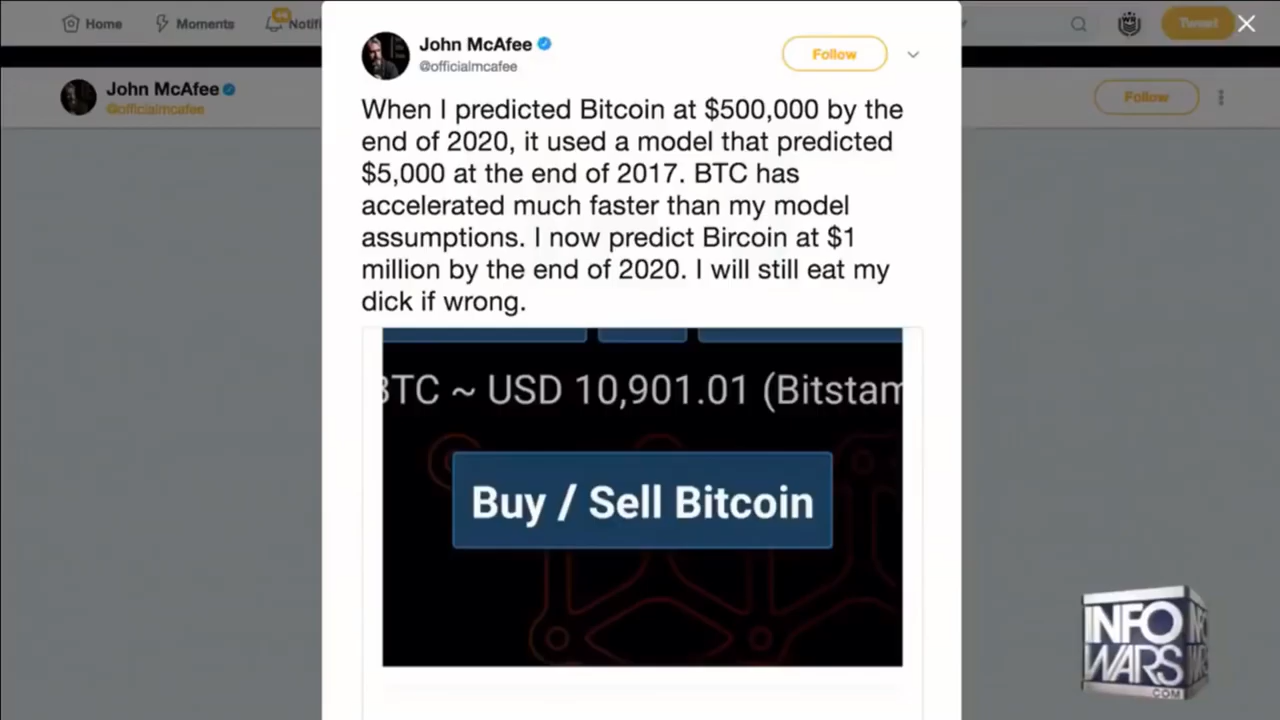 Home
Moments
Tweet
John McAfee
@officialmcafee
Follow
John McAfee
@officialmcafee
Follow
When I predicted Bitcoin at $500,000 by the
end of 2020, it used a model that predicted
$5,000 at the end of 2017. BTC has
accelerated much faster than my model
assumptions. I now predict Bircoin at $1
million by the end of 2020. I will still eat my
dick if wrong.
BTC ~ USD 10,901.01 (Bitstam
Buy / Sell Bitcoin
INFO
WARS
.COM